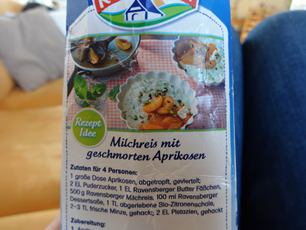 Rezept
Idee
Milchreis mit
geschmorten Aprikosen
Zutaten für 4 Personen:
1 große Dose Aprikosen, abgetropft, geviertelt;
2 EL Puderzucker, 1 EL Ravensberger Butter Fäßchen,
500 g Ravensberger Milchreis, 100 ml Ravensberger
Dessertsoße, 1 TL abgeriebene Bio-Zitronenschale,
2-3 TL frische Minze, gehackt; 2 EL Pistazien, gehackt
Zubereitung: